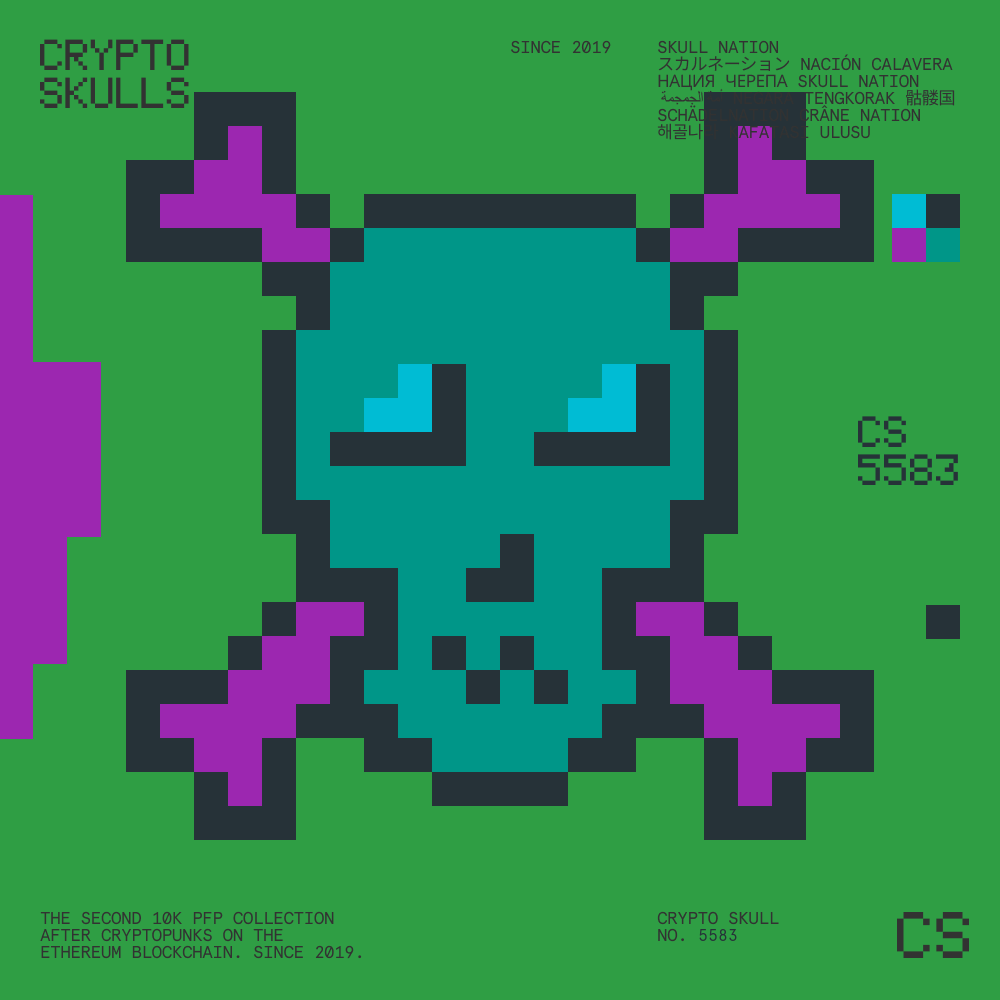 CRYPTO
SKULLS
SINCE 2019
SKULL NATION
スカルネーション NACIÓN CALAVERA
НАЦИЯ ЧЕРЕПА SKULL NATION
TENGKORAK 骷髅国
CRÂNE NATION
ULUSU
CS
5583
THE SECOND 10K PFP COLLECTION
AFTER CRYPTOPUNKS ON THE
ETHEREUM BLOCKCHAIN. SINCE 2019.
CRYPTO SKULL
NO. 5583
CS